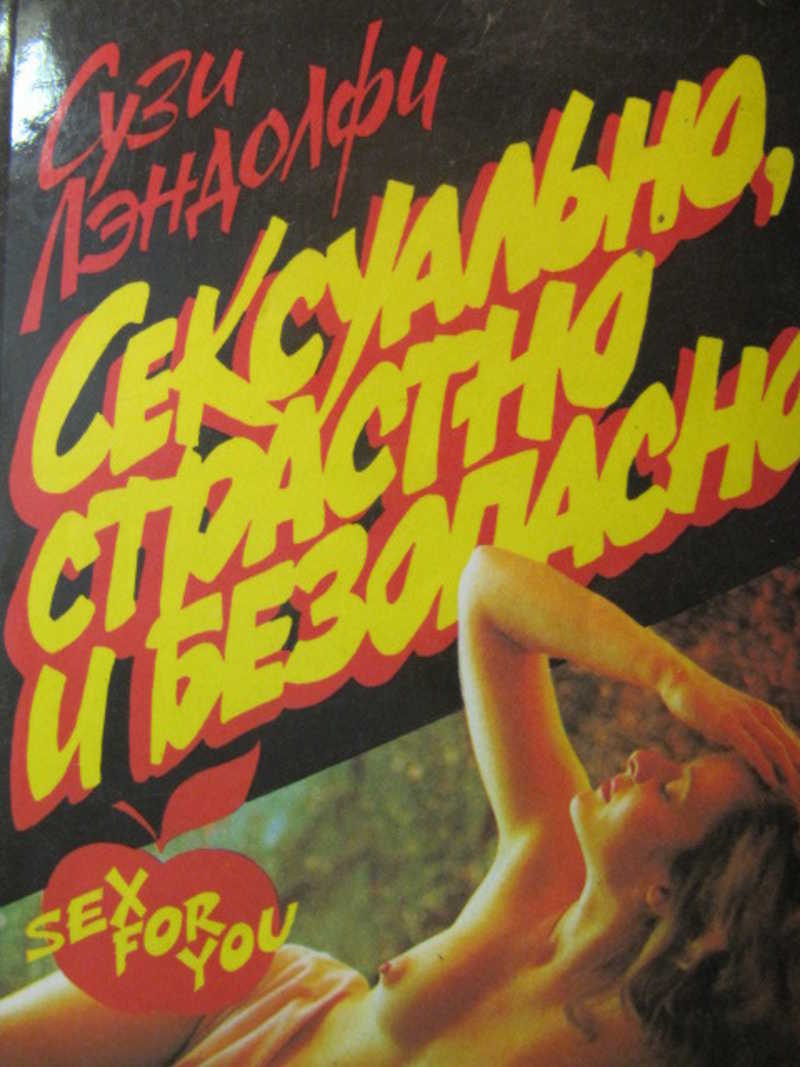 Сузи
Лэндолфи
Сексуально,
страстно
и безопасно
SEX
FOR
YOU